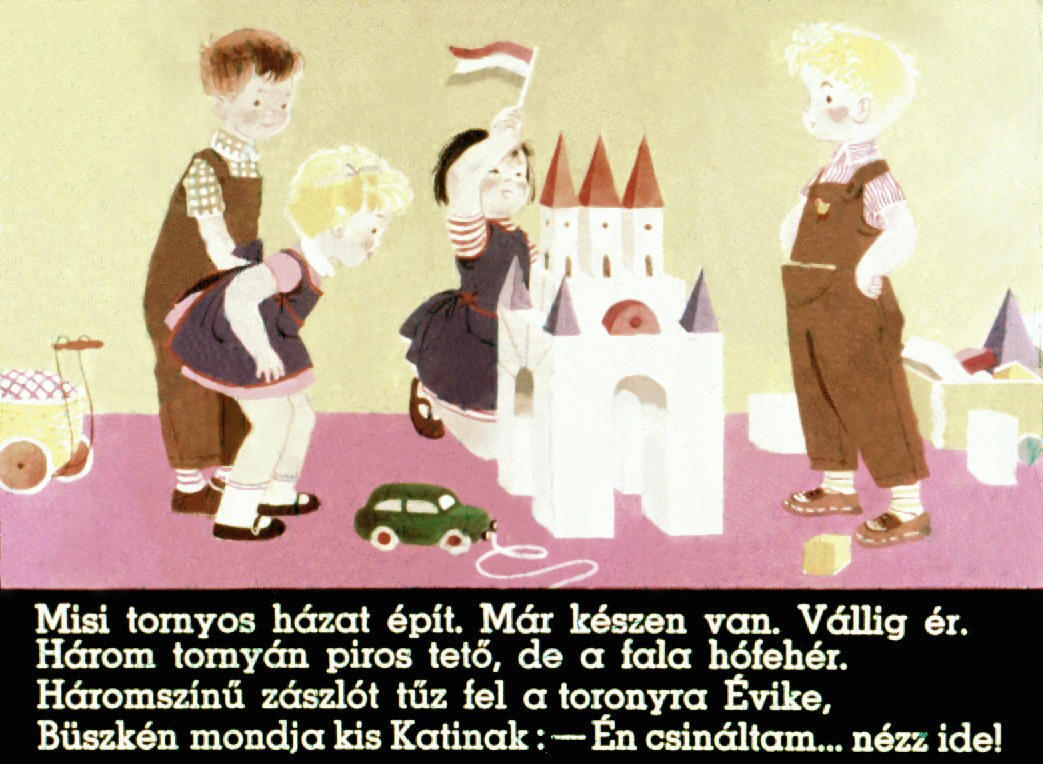 Misi tornyos házat épít. Már készen van. Vállig ér.
Három tornyán piros tető, de a fala hófehér.
Háromszínű zászlót tűz fel a toronyra Évike,
Büszkén mondja kis Katinak: — Én csináltam... nézz ide!